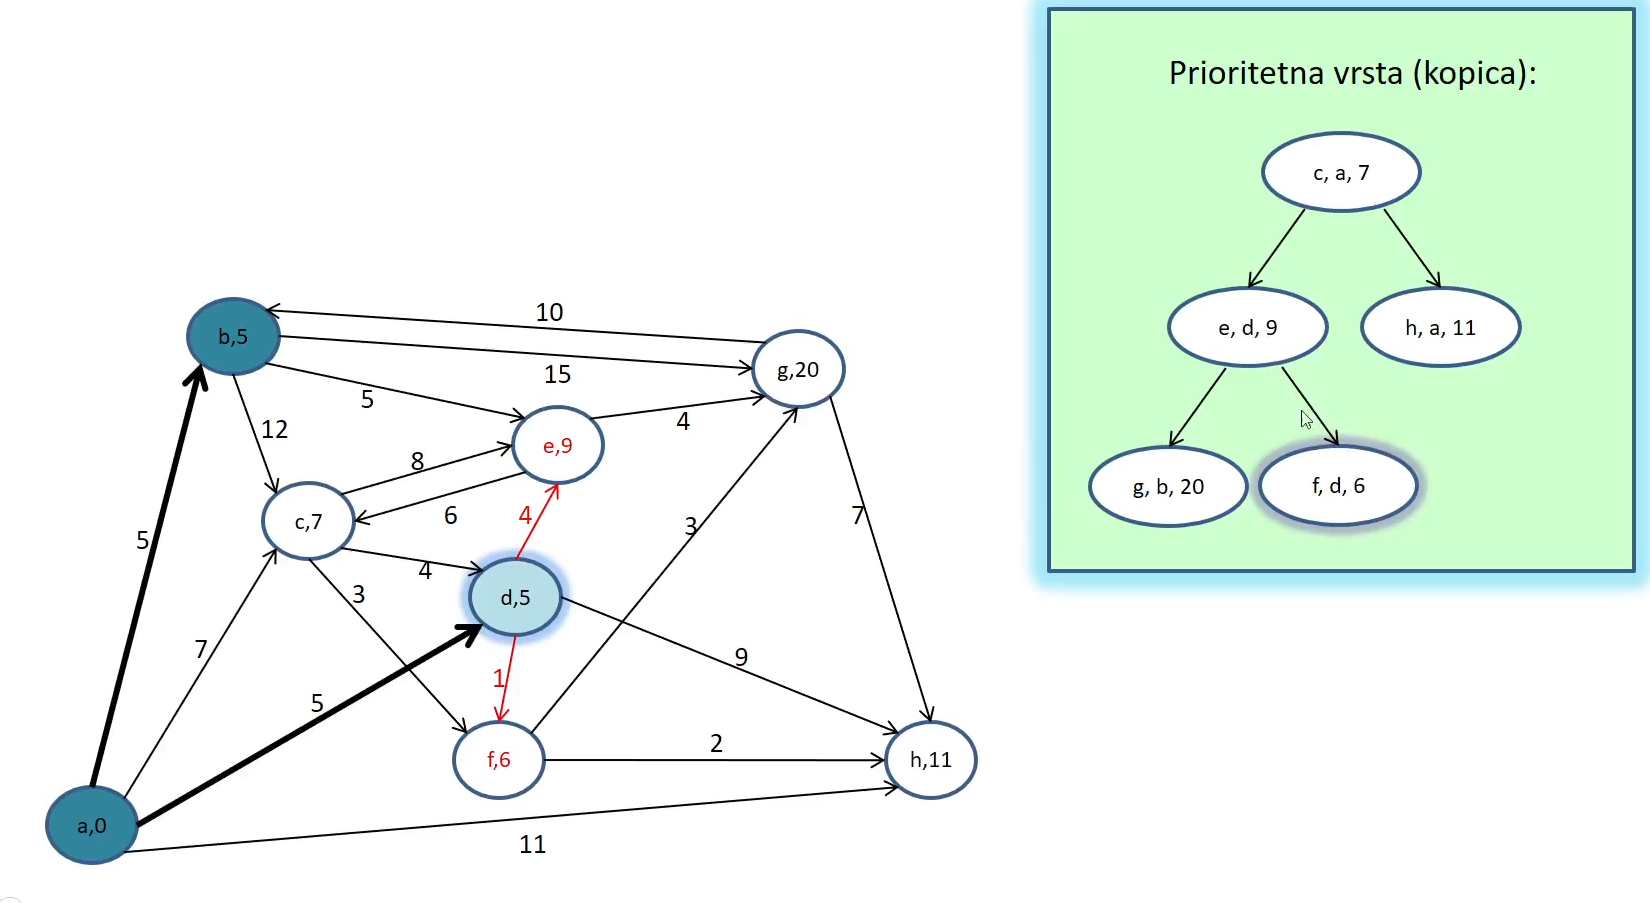 Prioritetna vrsta (kopica):
c, a, 7
e, d, 9
h, a, 11
g, b, 20
f, d, 6
10
b,5
15
g,20
5
12
4
e,9
8
6
4
3
7
c,7
5
4
3
d,5
7
9
1
5
2
f,6
h,11
a,0
11